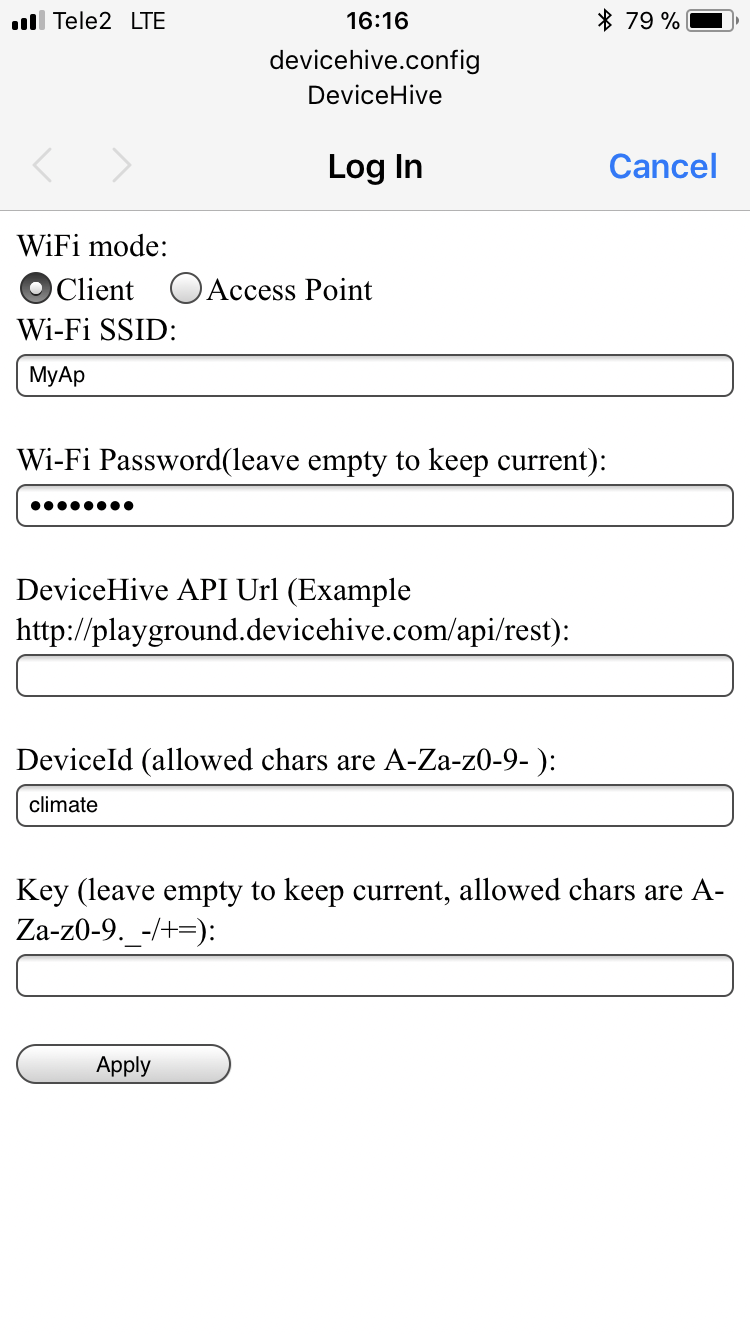 Tele2 LTE 16:16 79 %
devicehive.config
DeviceHive
Log In Cancel
WiFi mode:
Client Access Point
Wi-Fi SSID:
MyAp
Wi-Fi Password(leave empty to keep current):
••••••••
DeviceHive API Url (Example
http://playground.devicehive.com/api/rest):
DeviceId (allowed chars are A-Za-z0-9- ):
climate
Key (leave empty to keep current, allowed chars are A-
Za-z0-9._-/+=):
Apply